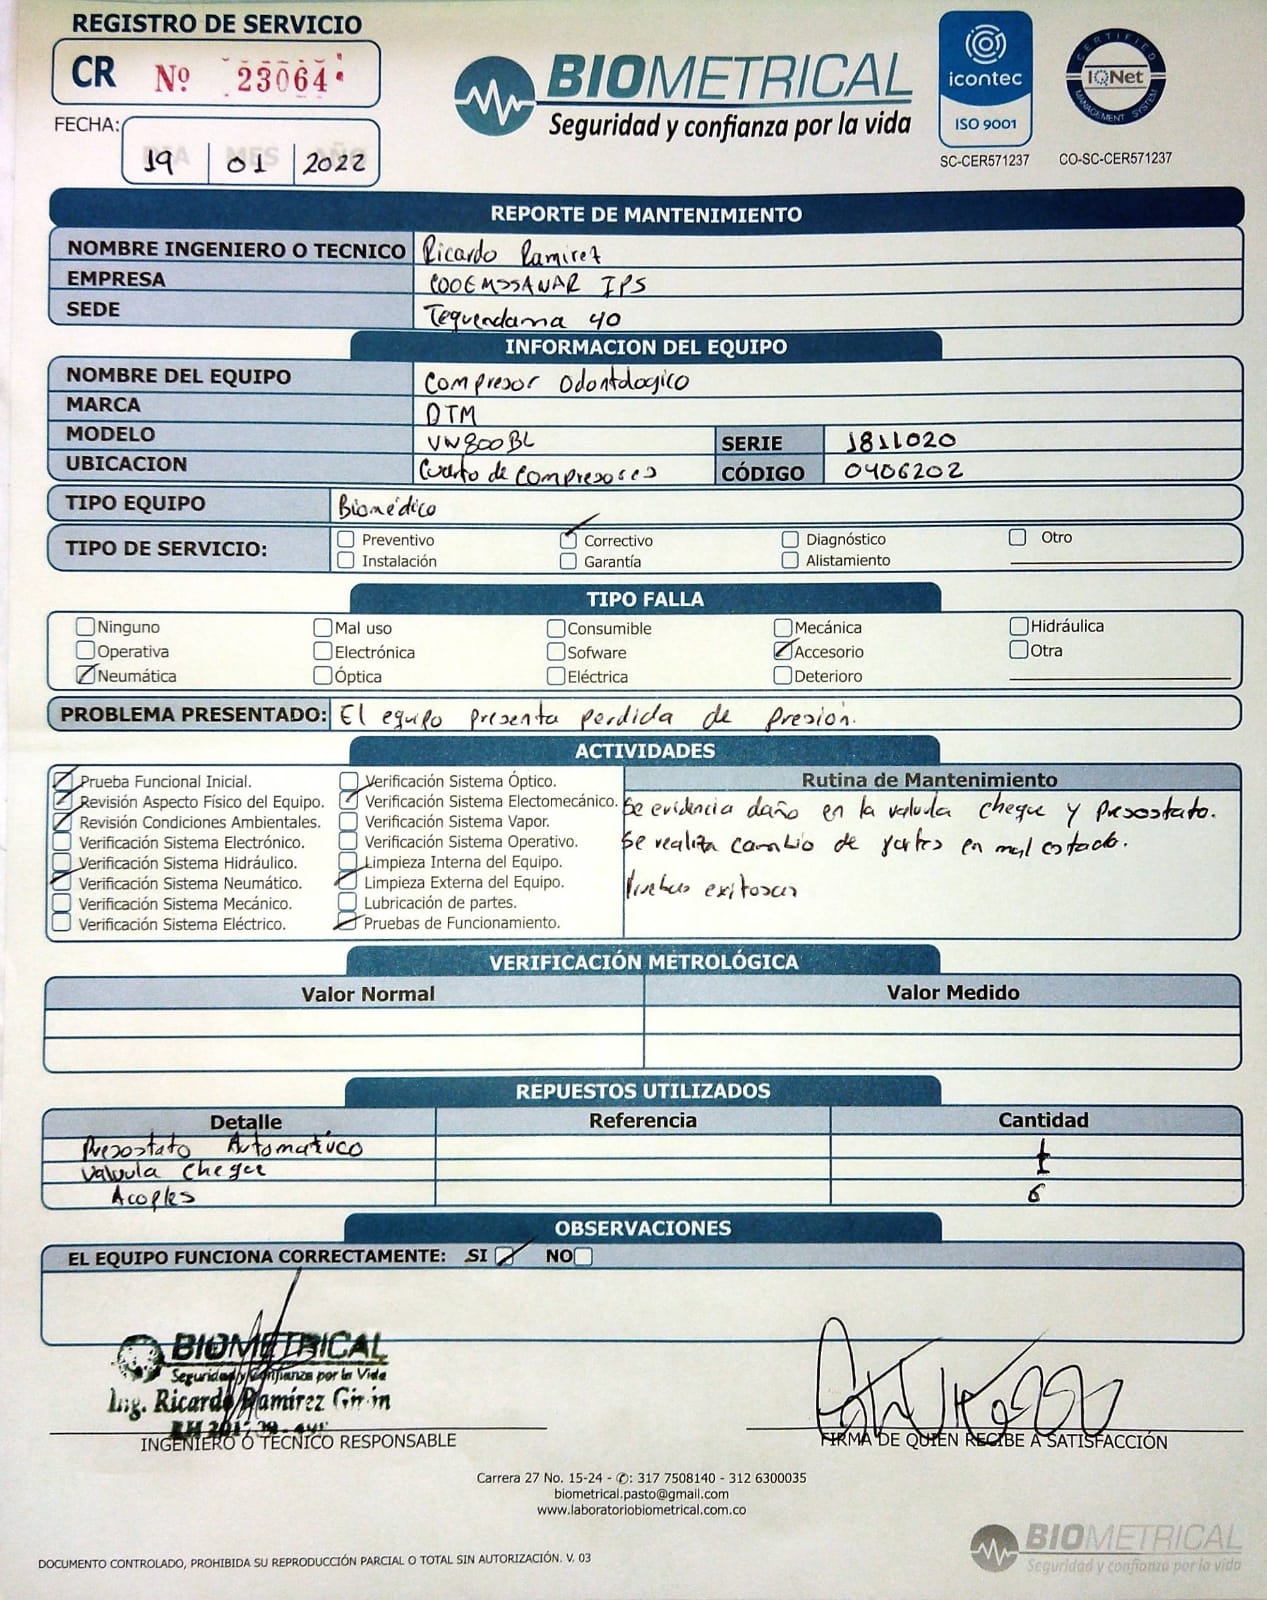 REGISTRO DE SERVICIO
CR Nº 23064
BIOMETRICAL
Seguridad y confianza por la vida
icontec
ISO 9001
SC-CER571237
CERTIFIED
IQNet
MANAGEMENT SYSTEM
CO-SC-CER571237
FECHA:
DIA MES AÑO
19 01 2022
REPORTE DE MANTENIMIENTO
NOMBRE INGENIERO O TECNICO Ricardo Ramirez
EMPRESA COOEMSSANAR IPS
SEDE Tequendama 40
INFORMACION DEL EQUIPO
NOMBRE DEL EQUIPO Compresor Odontologico
MARCA DTM
MODELO VW800BL SERIE 1811020
UBICACION Cuarto de Compresores CÓDIGO 0406202
TIPO EQUIPO Biomédico
TIPO DE SERVICIO:
Preventivo Correctivo Diagnóstico Otro
Instalación Garantía Alistamiento
TIPO FALLA
Ninguno Mal uso Consumible Mecánica Hidráulica
Operativa Electrónica Sofware Accesorio Otra
Neumática Óptica Eléctrica Deterioro
PROBLEMA PRESENTADO: El equipo presenta perdida de presión.
ACTIVIDADES
Prueba Funcional Inicial.
Revisión Aspecto Físico del Equipo.
Revisión Condiciones Ambientales.
Verificación Sistema Electrónico.
Verificación Sistema Hidráulico.
Verificación Sistema Neumático.
Verificación Sistema Mecánico.
Verificación Sistema Eléctrico.
Verificación Sistema Óptico.
Verificación Sistema Electomecánico.
Verificación Sistema Vapor.
Verificación Sistema Operativo.
Limpieza Interna del Equipo.
Limpieza Externa del Equipo.
Lubricación de partes.
Pruebas de Funcionamiento.
Rutina de Mantenimiento
Se evidencia daño en la valvula cheque y presostato.
Se realiza cambio de partes en mal estado.
Pruebas exitosas
VERIFICACIÓN METROLÓGICA
Valor Normal Valor Medido
REPUESTOS UTILIZADOS
Detalle Referencia Cantidad
Presostato Automatico 1
Valvula cheque 1
Acoples 6
OBSERVACIONES
EL EQUIPO FUNCIONA CORRECTAMENTE: SI NO
BIOMETRICAL
Seguridad y Confianza por la Vida
Ing. Ricardo Ramírez Girón
INGENIERO O TECNICO RESPONSABLE
FIRMA DE QUIEN RECIBE A SATISFACCIÓN
Carrera 27 No. 15-24 - ✆: 317 7508140 - 312 6300035
biometrical.pasto@gmail.com
www.laboratoriobiometrical.com.co
BIOMETRICAL
Seguridad y confianza por la vida
DOCUMENTO CONTROLADO, PROHIBIDA SU REPRODUCCIÓN PARCIAL O TOTAL SIN AUTORIZACIÓN. V. 03